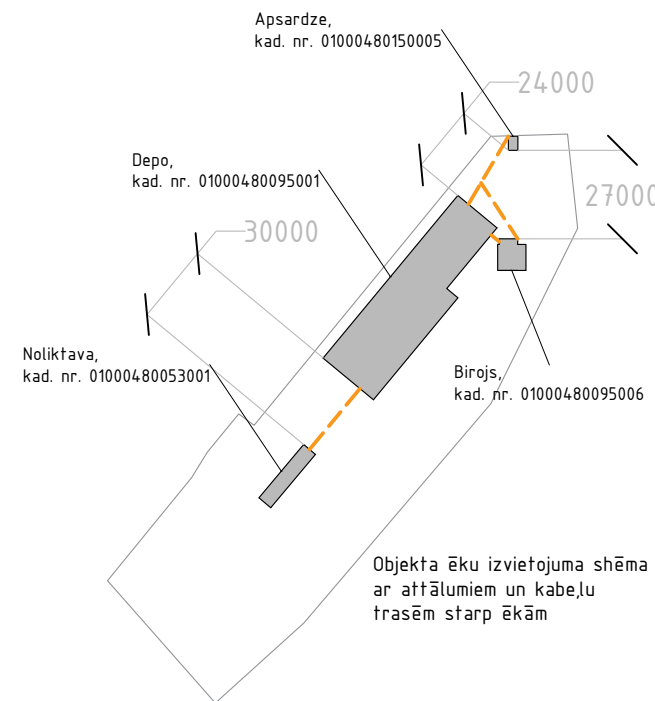 Apsardze,
kad. nr. 01000480150005
24000
Depo,
kad. nr. 01000480095001
27000
30000
Noliktava,
kad. nr. 01000480053001
Birojs,
kad. nr. 01000480095006
Objekta ēku izvietojuma shēma
ar attālumiem un kabeļu
trasēm starp ēkām